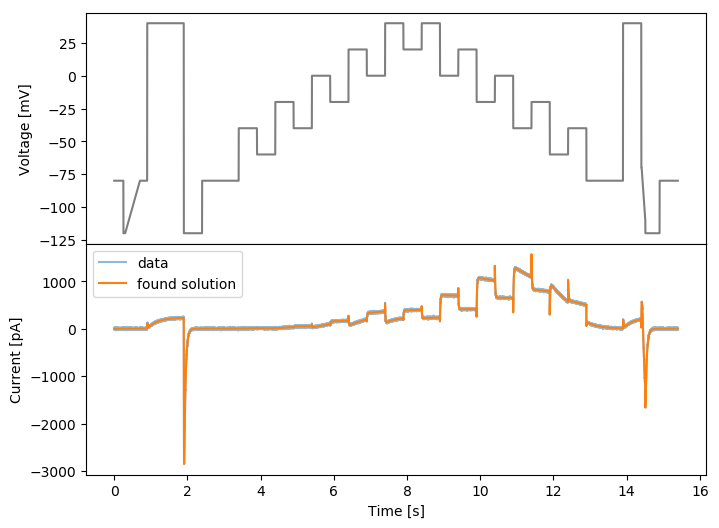 25
0
−25
−50
−75
−100
−125
Voltage [mV]
data
found solution
1000
0
−1000
−2000
−3000
Current [pA]
0 2 4 6 8 10 12 14 16
Time [s]